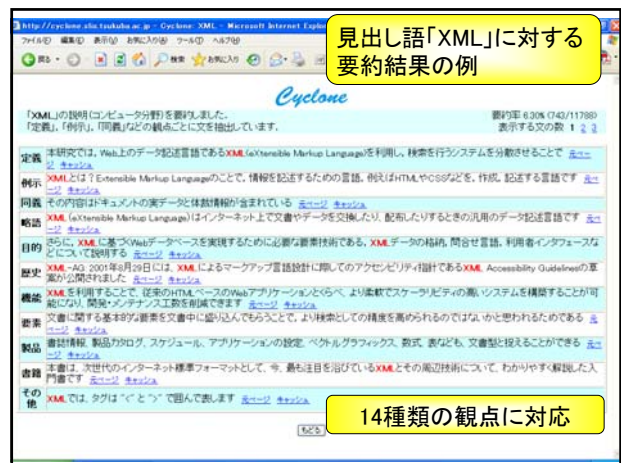 http://cyclone.slis.tsukuba.ac.jp - Cyclone: XML - Microsoft Internet Explo
見出し語「XML」に対する
要約結果の例
ファイル(F) 編集(E) 表示(V) お気に入り(A) ツール(T) ヘルプ(H)
戻る 検索 お気に入り
Cyclone
「XML」の説明(コンピュータ分野)を要約しました。
「定義」、「例示」、「同義」などの観点ごとに文を抽出しています。
要約率 6.30% (743/11788)
表示する文の数 1 2 3
定義 本研究では、Web上のデータ記述言語であるXML(eXtensible Markup Language)を利用し、検索を行うシステムを分散させることで 元ページ キャッシュ
例示 XMLとは?Extensible Markup Languageのことで、情報を記述するための言語。例えばHTMLやCSSなどを、作成、記述する言語です 元ページ キャッシュ
同義 その内容はドキュメントの実データと体裁情報が含まれている 元ページ キャッシュ
略語 XML(eXtensible Markup Language)はインターネット上で文書やデータを交換したり、配布したりするときの汎用のデータ記述言語です 元ページ キャッシュ
目的 さらに、XMLに基づくWebデータベースを実現するために必要な要素技術である、XMLデータの格納、問合せ言語、利用者インタフェースなどについて説明する 元ページ キャッシュ
歴史 XML-AG 2001年8月29日には、XMLによるマークアップ言語設計に際してのアクセシビリティ指針であるXML Accessibility Guidelinesの草案が公開されました 元ページ キャッシュ
機能 XMLを利用することで、従来のHTMLベースのWebアプリケーションとくらべ、より柔軟でスケーラビリティの高いシステムを構築することが可能になり、開発・メンテナンス工数を削減できます 元ページ キャッシュ
要素 文書に関する基本的な要素を文書中に盛り込んでもらうことで、より検索としての精度を高められるのではないかと思われるためである 元ページ キャッシュ
製品 書誌情報、製品カタログ、スケジュール、アプリケーションの設定、ベクトルグラフィックス、数式、表なども、文書型と捉えることができる 元ページ キャッシュ
書籍 本書は、次世代のインターネット標準フォーマットとして、今、最も注目を浴びているXMLとその周辺技術について、わかりやすく解説した入門書です 元ページ キャッシュ
その他 XMLでは、タグは "<" と ">" で囲んで表します 元ページ キャッシュ
14種類の観点に対応
もどる